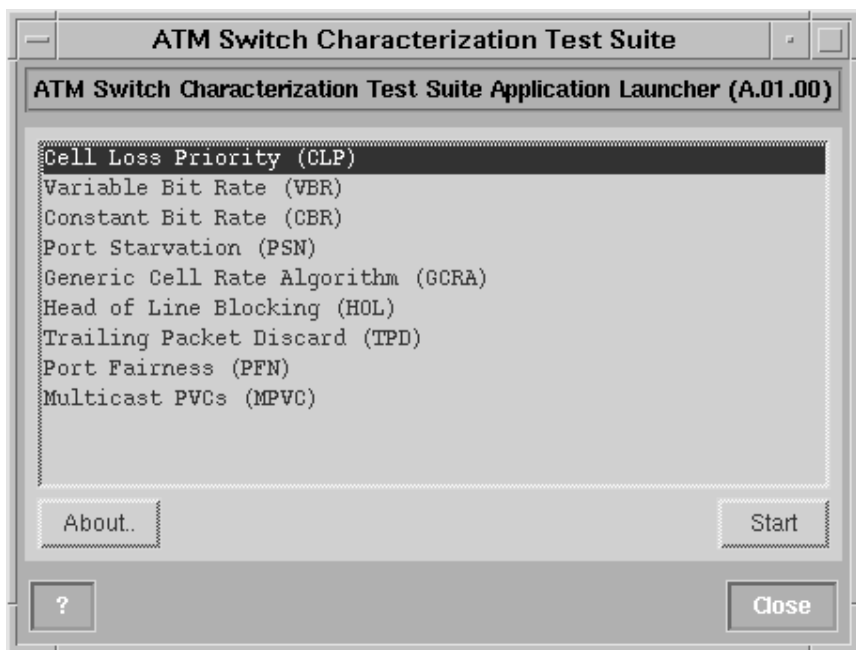 ATM Switch Characterization Test Suite
ATM Switch Characterization Test Suite Application Launcher (A.01.00)
Cell Loss Priority (CLP)
Variable Bit Rate (VBR)
Constant Bit Rate (CBR)
Port Starvation (PSN)
Generic Cell Rate Algorithm (GCRA)
Head of Line Blocking (HOL)
Trailing Packet Discard (TPD)
Port Fairness (PFN)
Multicast PVCs (MPVC)
About..
Start
?
Close